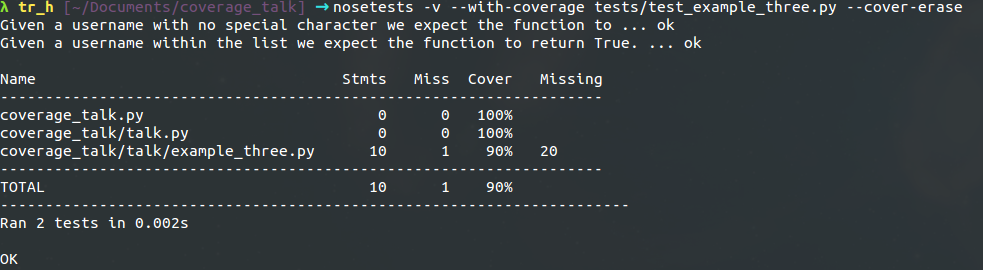 λ tr_h [~/Documents/coverage_talk] → nosetests -v --with-coverage tests/test_example_three.py --cover-erase
Given a username with no special character we expect the function to ... ok
Given a username within the list we expect the function to return True. ... ok
Name Stmts Miss Cover Missing
-------------------------------------------------------------------
coverage_talk.py 0 0 100%
coverage_talk/talk.py 0 0 100%
coverage_talk/talk/example_three.py 10 1 90% 20
-------------------------------------------------------------------
TOTAL 10 1 90%
----------------------------------------------------------------------
Ran 2 tests in 0.002s
OK